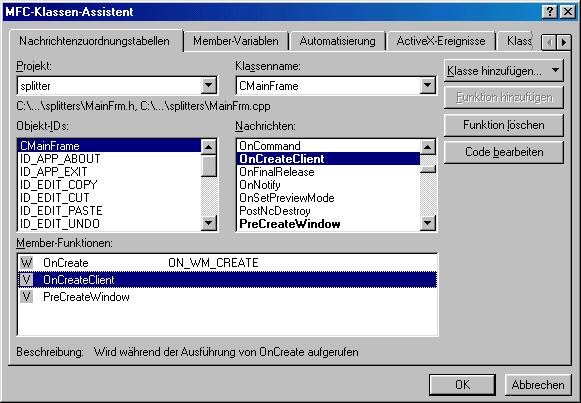 MFC-Klassen-Assistent
Nachrichtenzuordnungstabellen Member-Variablen Automatisierung ActiveX-Ereignisse Klass
Projekt: Klassenname:
splitter CMainFrame
Klasse hinzufügen...
C:\...\splitters\MainFrm.h, C:\...\splitters\MainFrm.cpp
Funktion hinzufügen
Objekt-IDs: Nachrichten:
Funktion löschen
Code bearbeiten
CMainFrame
ID_APP_ABOUT
ID_APP_EXIT
ID_EDIT_COPY
ID_EDIT_CUT
ID_EDIT_PASTE
ID_EDIT_UNDO
OnCommand
OnCreateClient
OnFinalRelease
OnNotify
OnSetPreviewMode
PostNcDestroy
PreCreateWindow
Member-Funktionen:
W OnCreate ON_WM_CREATE
V OnCreateClient
V PreCreateWindow
Beschreibung: Wird während der Ausführung von OnCreate aufgerufen
OK Abbrechen